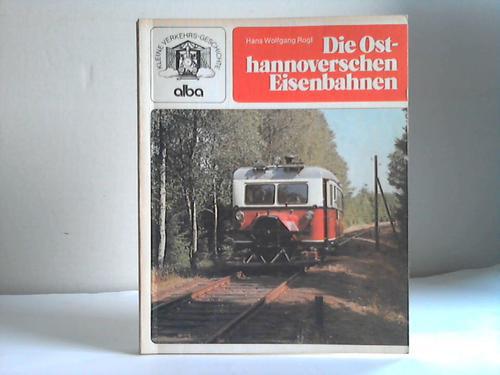 KLEINE VERKEHRS-GESCHICHTE
alba
Hans Wolfgang Rogl
Die Ost-
hannoverschen
Eisenbahnen